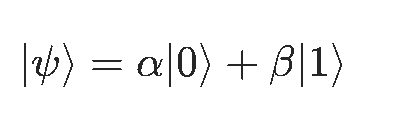 |ψ⟩ = α|0⟩ + β|1⟩